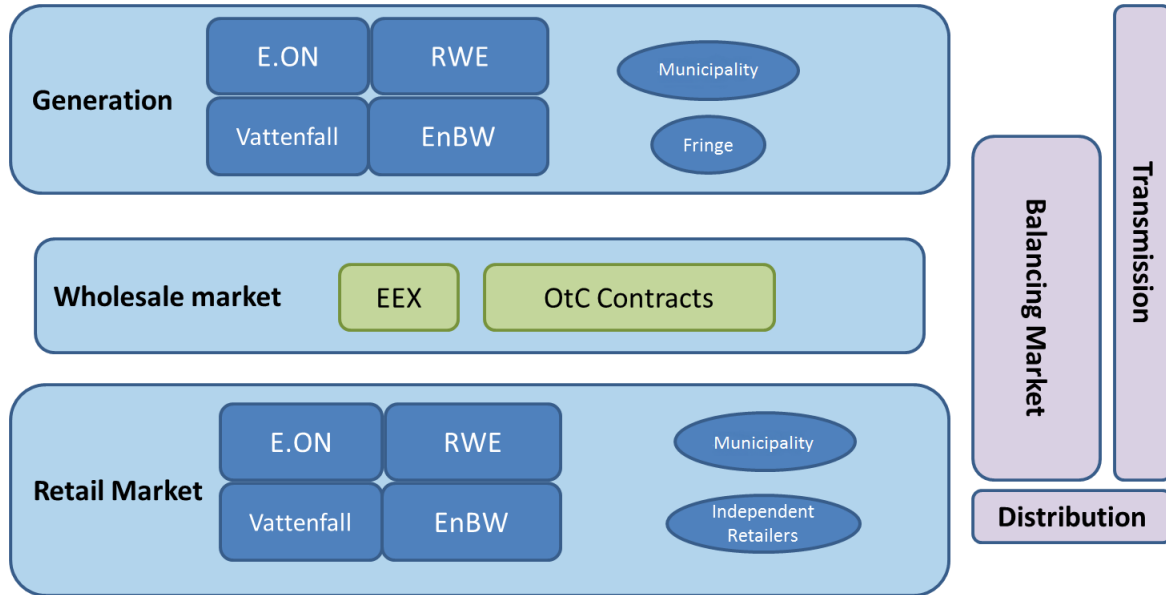 Generation
E.ON
RWE
Vattenfall
EnBW
Municipality
Fringe
Wholesale market
EEX
OtC Contracts
Retail Market
E.ON
RWE
Vattenfall
EnBW
Municipality
Independent
Retailers
Balancing Market
Transmission
Distribution